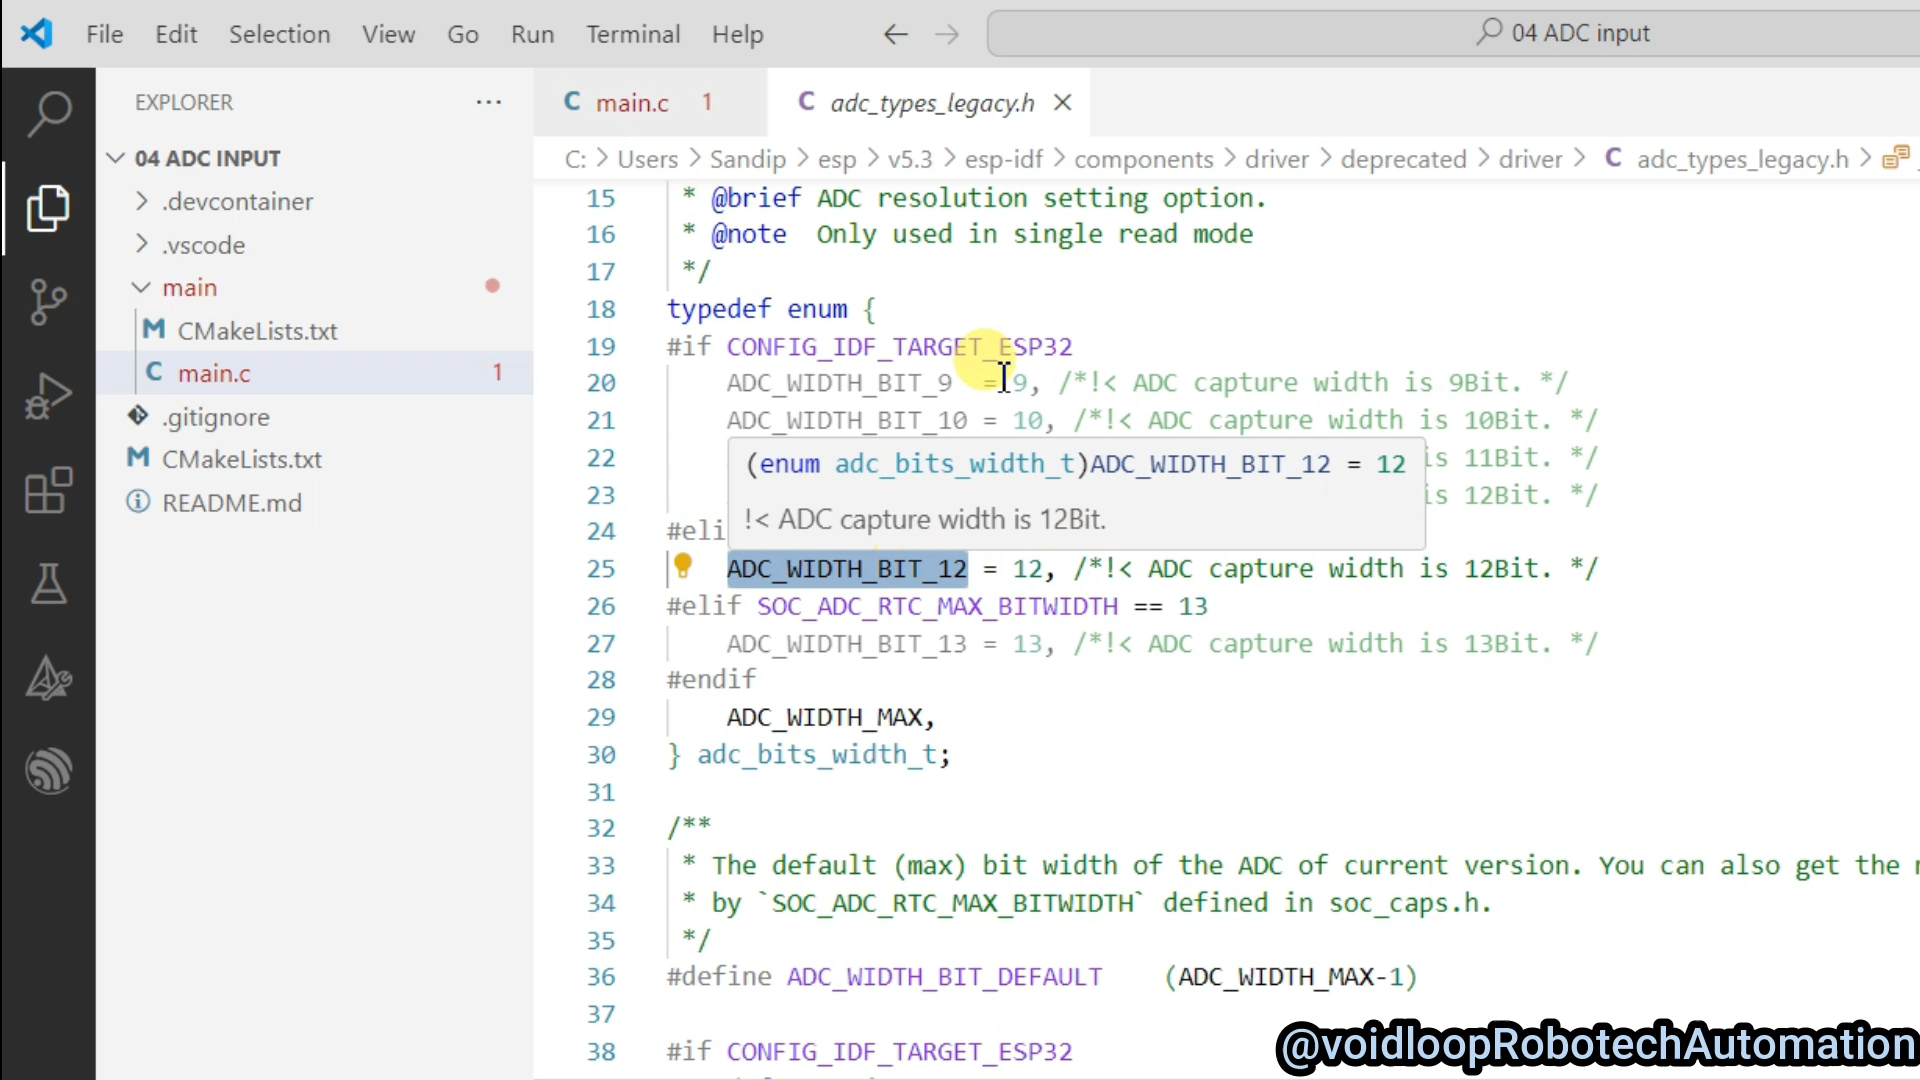 File Edit Selection View Go Run Terminal Help
04 ADC input
EXPLORER
04 ADC INPUT
.devcontainer
.vscode
main
CMakeLists.txt
main.c 1
.gitignore
CMakeLists.txt
README.md
main.c 1
adc_types_legacy.h
C: > Users > Sandip > esp > v5.3 > esp-idf > components > driver > deprecated > driver > C adc_types_legacy.h >
15 * @brief ADC resolution setting option.
16 * @note  Only used in single read mode
17 */
18 typedef enum {
19 #if CONFIG_IDF_TARGET_ESP32
20 ADC_WIDTH_BIT_9  = 9, /*!< ADC capture width is 9Bit. */
21 ADC_WIDTH_BIT_10 = 10, /*!< ADC capture width is 10Bit. */
22 is 11Bit. */
23 is 12Bit. */
(enum adc_bits_width_t)ADC_WIDTH_BIT_12 = 12
!< ADC capture width is 12Bit.
24 #eli
25 ADC_WIDTH_BIT_12 = 12, /*!< ADC capture width is 12Bit. */
26 #elif SOC_ADC_RTC_MAX_BITWIDTH == 13
27 ADC_WIDTH_BIT_13 = 13, /*!< ADC capture width is 13Bit. */
28 #endif
29 ADC_WIDTH_MAX,
30 } adc_bits_width_t;
31
32 /**
33 * The default (max) bit width of the ADC of current version. You can also get the
34 * by `SOC_ADC_RTC_MAX_BITWIDTH` defined in soc_caps.h.
35 */
36 #define ADC_WIDTH_BIT_DEFAULT    (ADC_WIDTH_MAX-1)
37
38 #if CONFIG_IDF_TARGET_ESP32
@voidloopRobotechAutomation